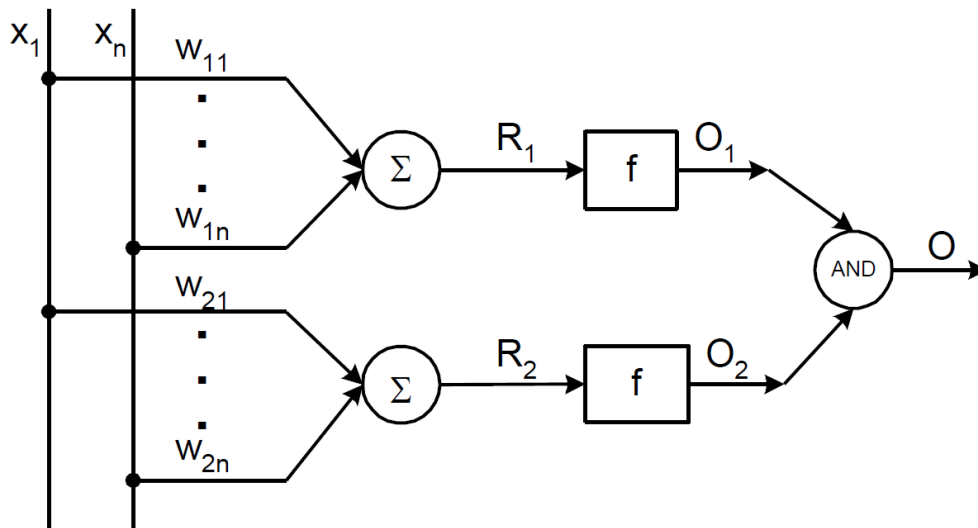 x₁
xₙ
w₁₁
w₁ₙ
w₂₁
w₂ₙ
Σ
Σ
R₁
R₂
f
f
O₁
O₂
AND
O